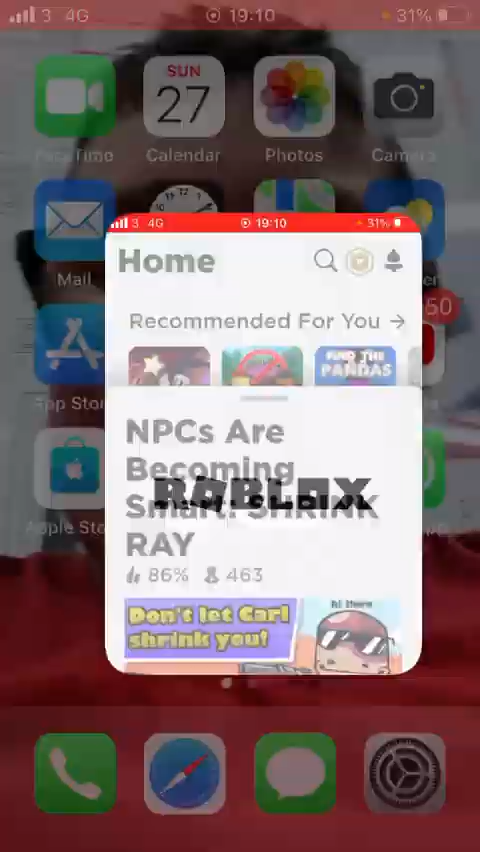 3 4G 19:10 31%
SUN
27
FaceTime Calendar Photos Camera
12
3 4G 19:10 31%
Home
Mail
50
Recommended For You →
FIND THE
PANDAS
App Store
NPCs Are
Becoming
Smart! SHRINK
ROBLOX
RAY
86% 463
Apple Sto
Don't let Carl
shrink you!
Hi There